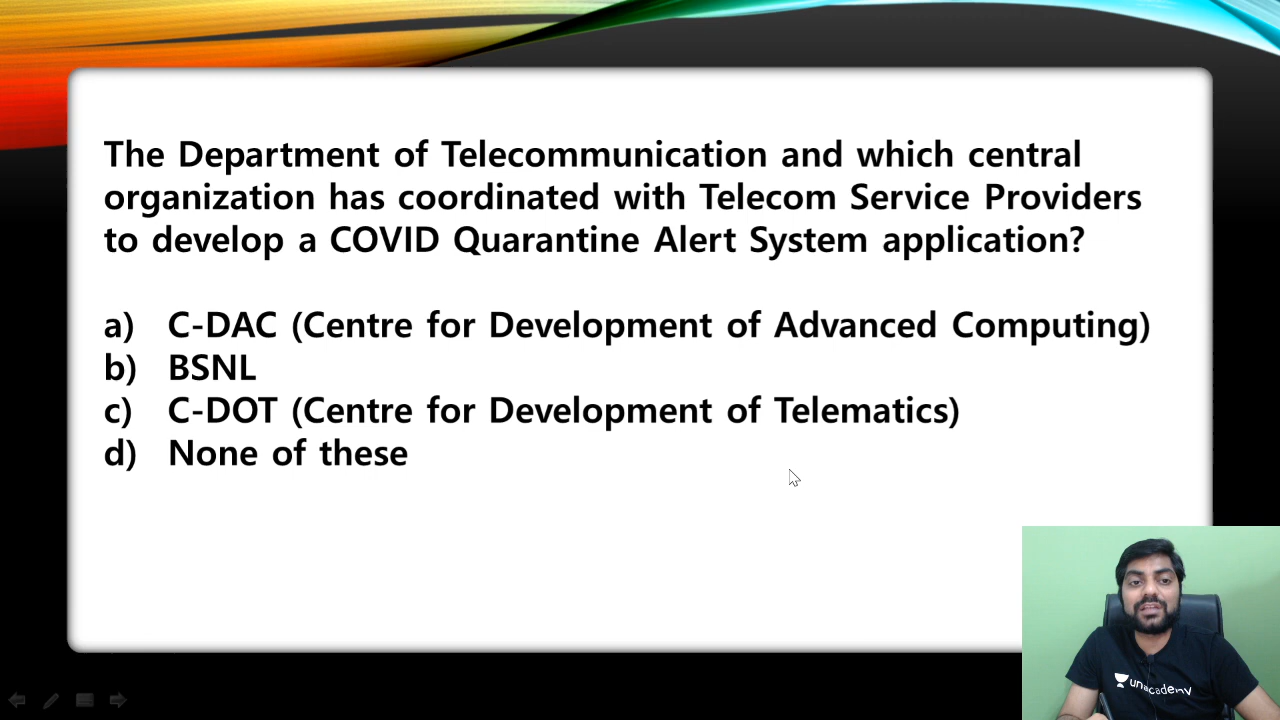 The Department of Telecommunication and which central
organization has coordinated with Telecom Service Providers
to develop a COVID Quarantine Alert System application?
a) C-DAC (Centre for Development of Advanced Computing)
b) BSNL
c) C-DOT (Centre for Development of Telematics)
d) None of these
unacademy